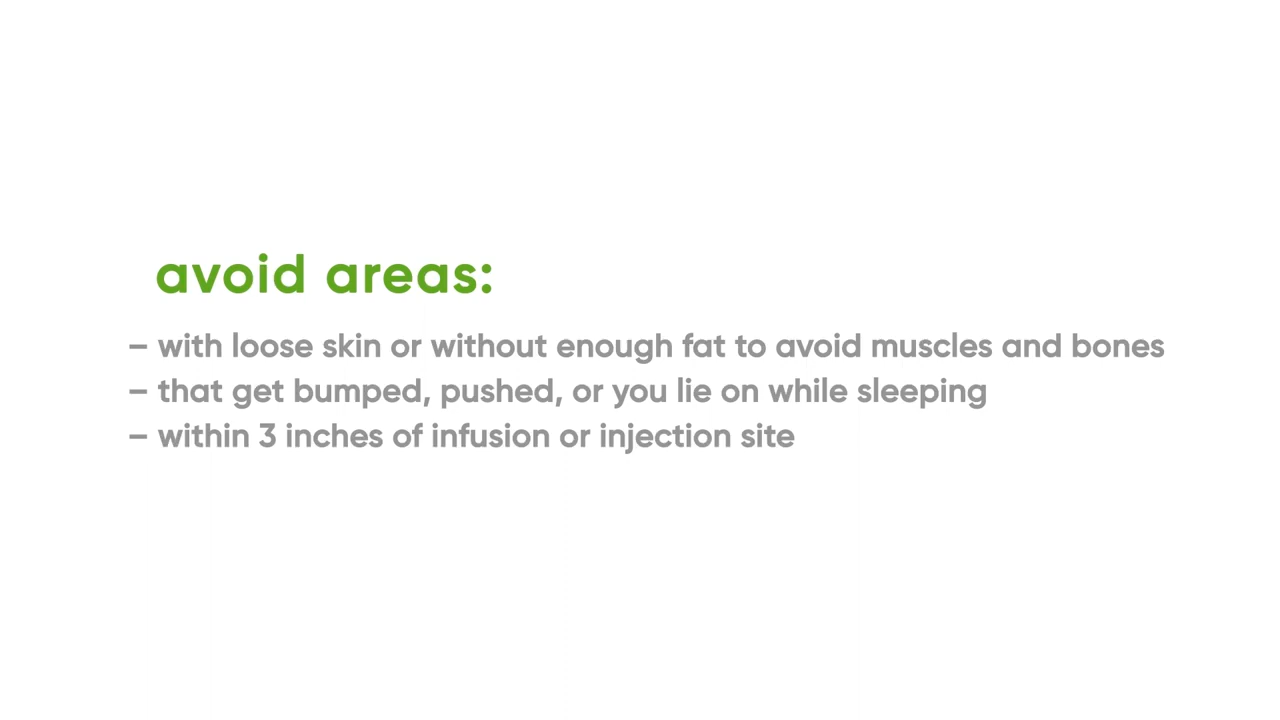 avoid areas:
– with loose skin or without enough fat to avoid muscles and bones
– that get bumped, pushed, or you lie on while sleeping
– within 3 inches of infusion or injection site